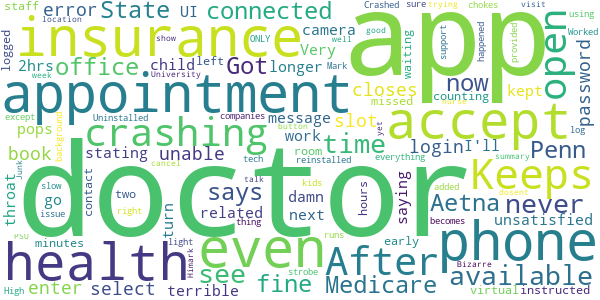 staff location Crashed sure trying visit
error State UI connected show ONLY well good using chokes
logged insurance camera app support happened provided Worked open
2hrs office Got child left Very longer waiting University Mark closes now counting password
week Uninstalled companies missed kept log
appointment message slot accept
except pops background crashing work button time login I'll Penn yet
book stating unable room reinstalled everything summary
throat junk slow go issue contact two doctor says tech talk damn hours saying Keeps
cancel kids added dosent Aetna never
PSU minutes right related thing next becomes unsatisfied
health turn even After phone
light Himark see strobe fine runs early Medicare Bizarre available
High enter select terrible virtual instructed